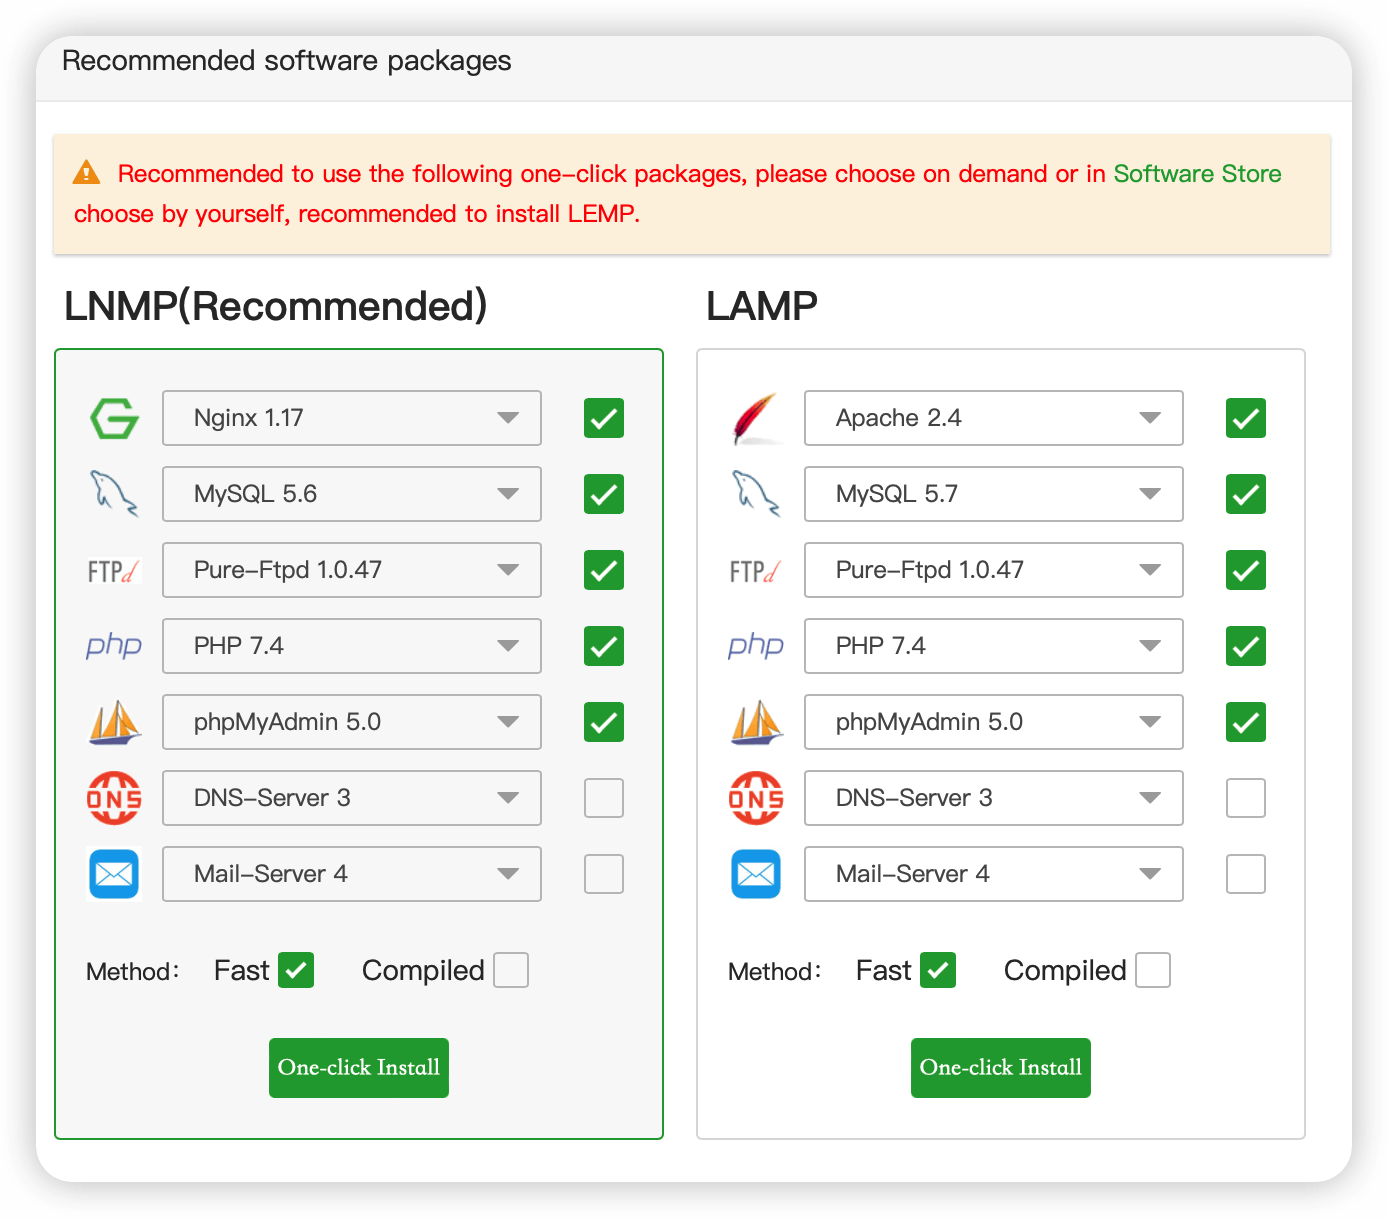 Recommended software packages
Recommended to use the following one-click packages, please choose on demand or in Software Store
choose by yourself, recommended to install LEMP.
LNMP(Recommended)
Nginx 1.17
MySQL 5.6
FTPd
Pure-Ftpd 1.0.47
php
PHP 7.4
phpMyAdmin 5.0
DNS
DNS-Server 3
Mail-Server 4
Method:
Fast
Compiled
One-click Install
LAMP
Apache 2.4
MySQL 5.7
FTPd
Pure-Ftpd 1.0.47
php
PHP 7.4
phpMyAdmin 5.0
DNS
DNS-Server 3
Mail-Server 4
Method:
Fast
Compiled
One-click Install